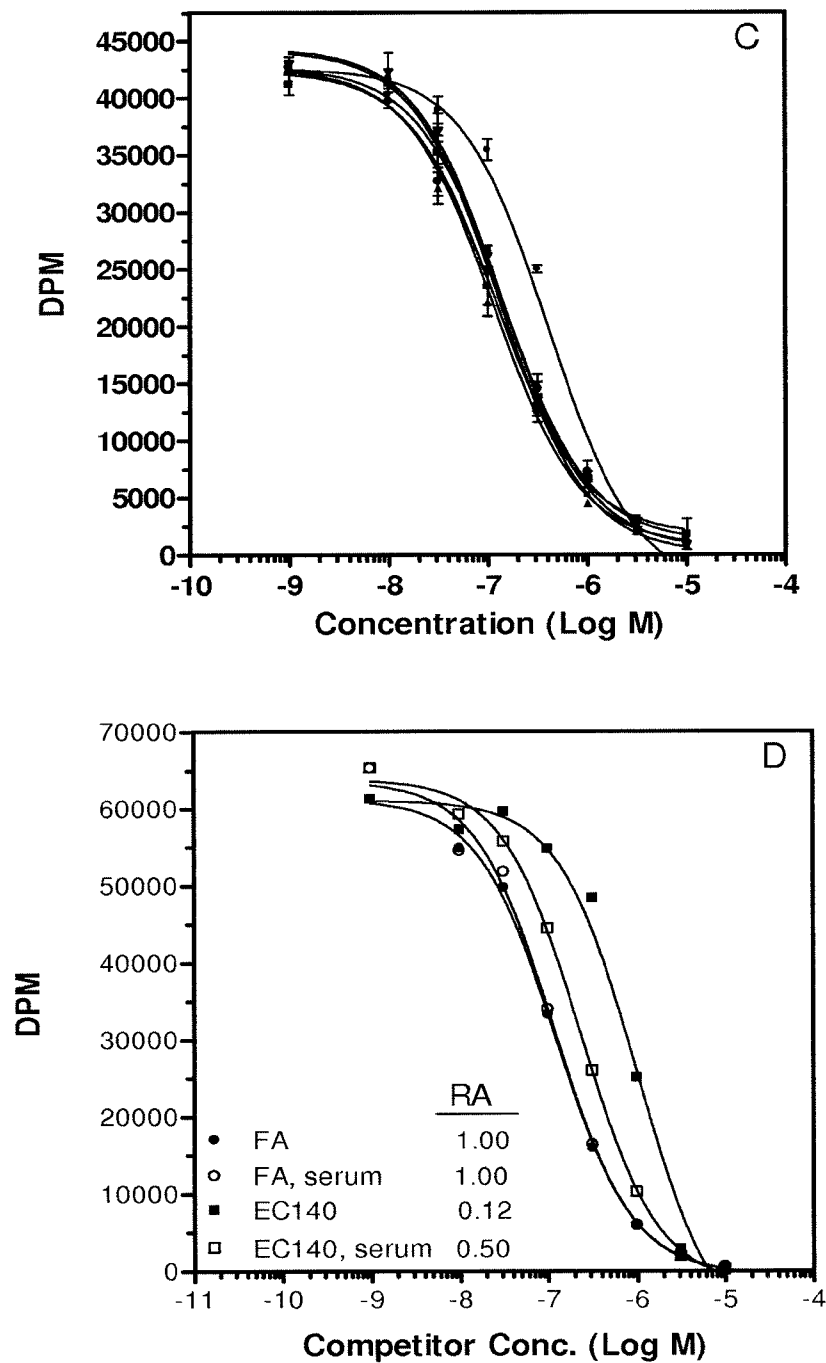 C
45000
40000
35000
30000
25000
20000
15000
10000
5000
0
DPM
-10 -9 -8 -7 -6 -5 -4
Concentration (Log M)
D
70000
60000
50000
40000
30000
20000
10000
0
DPM
RA
FA 1.00
FA, serum 1.00
EC140 0.12
EC140, serum 0.50
-11 -10 -9 -8 -7 -6 -5 -4
Competitor Conc. (Log M)